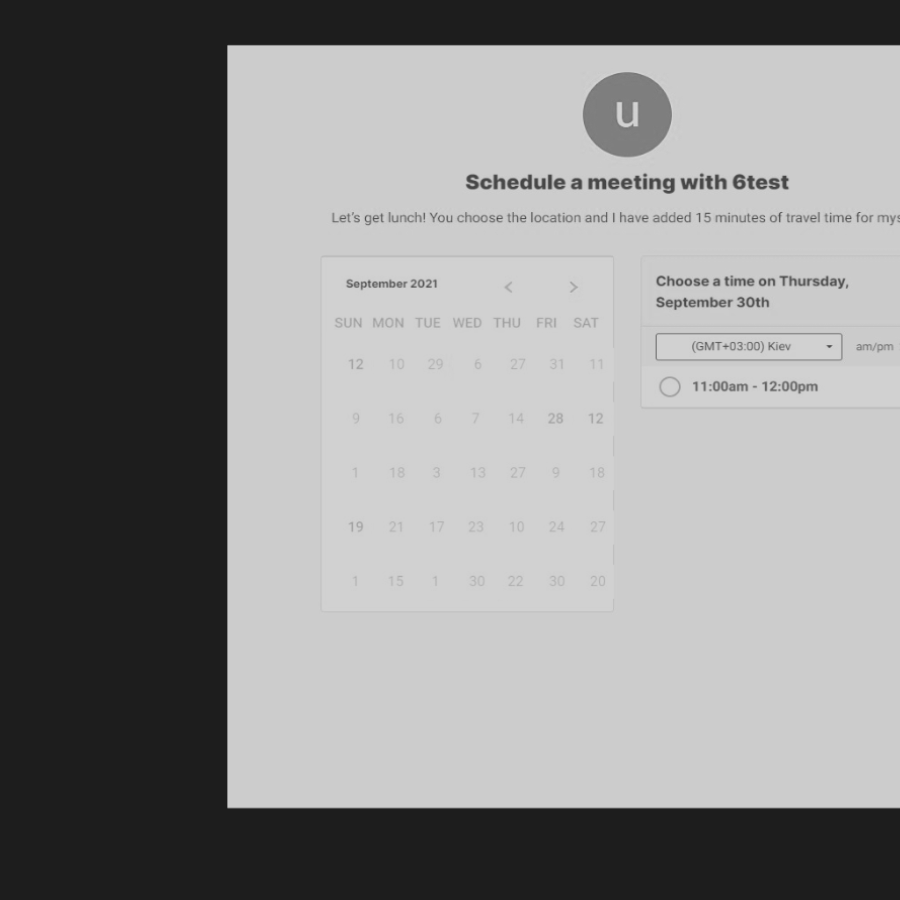 u
Schedule a meeting with 6test
Let's get lunch! You choose the location and I have added 15 minutes of travel time for
September 2021 < >
SUN MON TUE WED THU FRI SAT
12 10 29 6 27 31 11
9 16 6 7 14 28 12
1 18 3 13 27 9 18
19 21 17 23 10 24 27
1 15 1 30 22 30 20
Choose a time on Thursday,
September 30th
(GMT+03:00) Kiev am/pm
11:00am - 12:00pm